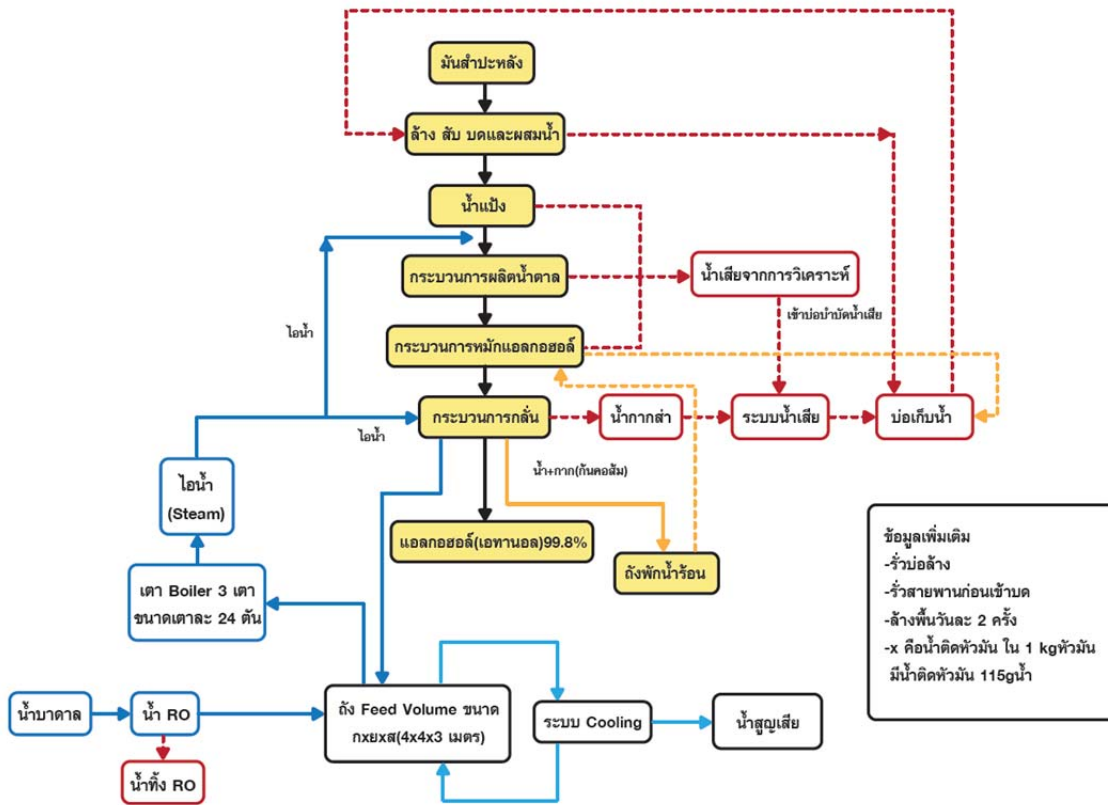 มันสำปะหลัง
ล้าง สับ บดและผสมน้ำ
น้ำแป้ง
กระบวนการผลิตน้ำตาล
น้ำเสียจากการวิเคราะห์
ไอน้ำ
เข้าบ่อบำบัดน้ำเสีย
กระบวนการหมักแอลกอฮอล์
กระบวนการกลั่น
น้ำกากส่า
ระบบน้ำเสีย
บ่อเก็บน้ำ
ไอน้ำ
น้ำ+กาก(ก้นคอลัม)
ไอน้ำ
(Steam)
แอลกอฮอล์(เอทานอล)99.8%
ถังพักน้ำร้อน
เตา Boiler 3 เตา
ขนาดเตาละ 24 ตัน
ข้อมูลเพิ่มเติม
-รั่วบ่อล้าง
-รั่วสายพานก่อนเข้าบด
-ล้างพื้นวันละ 2 ครั้ง
-x คือน้ำติดหัวมัน ใน 1 kgหัวมัน
มีน้ำติดหัวมัน 115gน้ำ
น้ำบาดาล
น้ำ RO
ถัง Feed Volume ขนาด
กxยxส(4x4x3 เมตร)
ระบบ Cooling
น้ำสูญเสีย
น้ำทิ้ง RO